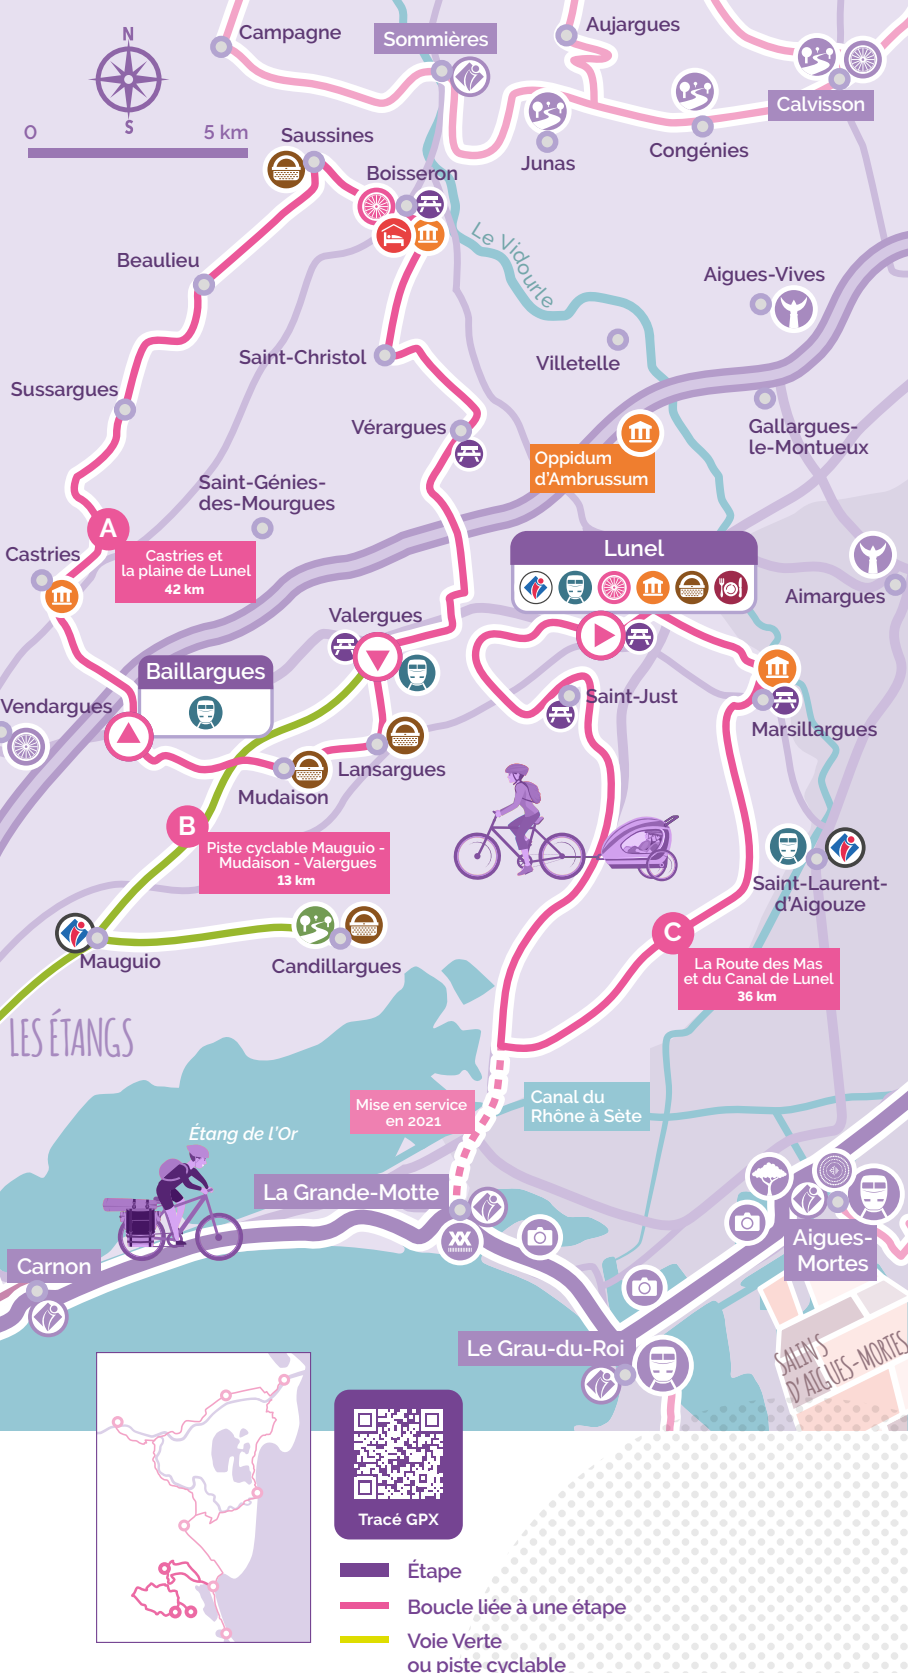 N
S
0 5 km
Campagne
Sommières
Aujargues
Calvisson
Saussines
Boisseron
Junas
Congénies
Le Vidourle
Beaulieu
Aigues-Vives
Saint-Christol
Villetelle
Sussargues
Vérargues
Gallargues-
le-Montueux
Oppidum
d'Ambrussum
Saint-Géniès-
des-Mourgues
A
Castries
Castries et
la plaine de Lunel
42 km
Lunel
Aimargues
Valergues
Baillargues
Vendargues
Saint-Just
Marsillargues
Lansargues
Mudaison
B
Piste cyclable Mauguio -
Mudaison - Valergues
13 km
Saint-Laurent-
d'Aigouze
Mauguio
Candillargues
C
La Route des Mas
et du Canal de Lunel
36 km
LES ÉTANGS
Mise en service
en 2021
Canal du
Rhône à Sète
Étang de l'Or
La Grande-Motte
XX
Carnon
Aigues-
Mortes
Le Grau-du-Roi
SALINS
D'AIGUES-MORTES
Tracé GPX
Étape
Boucle liée à une étape
Voie Verte
ou piste cyclable